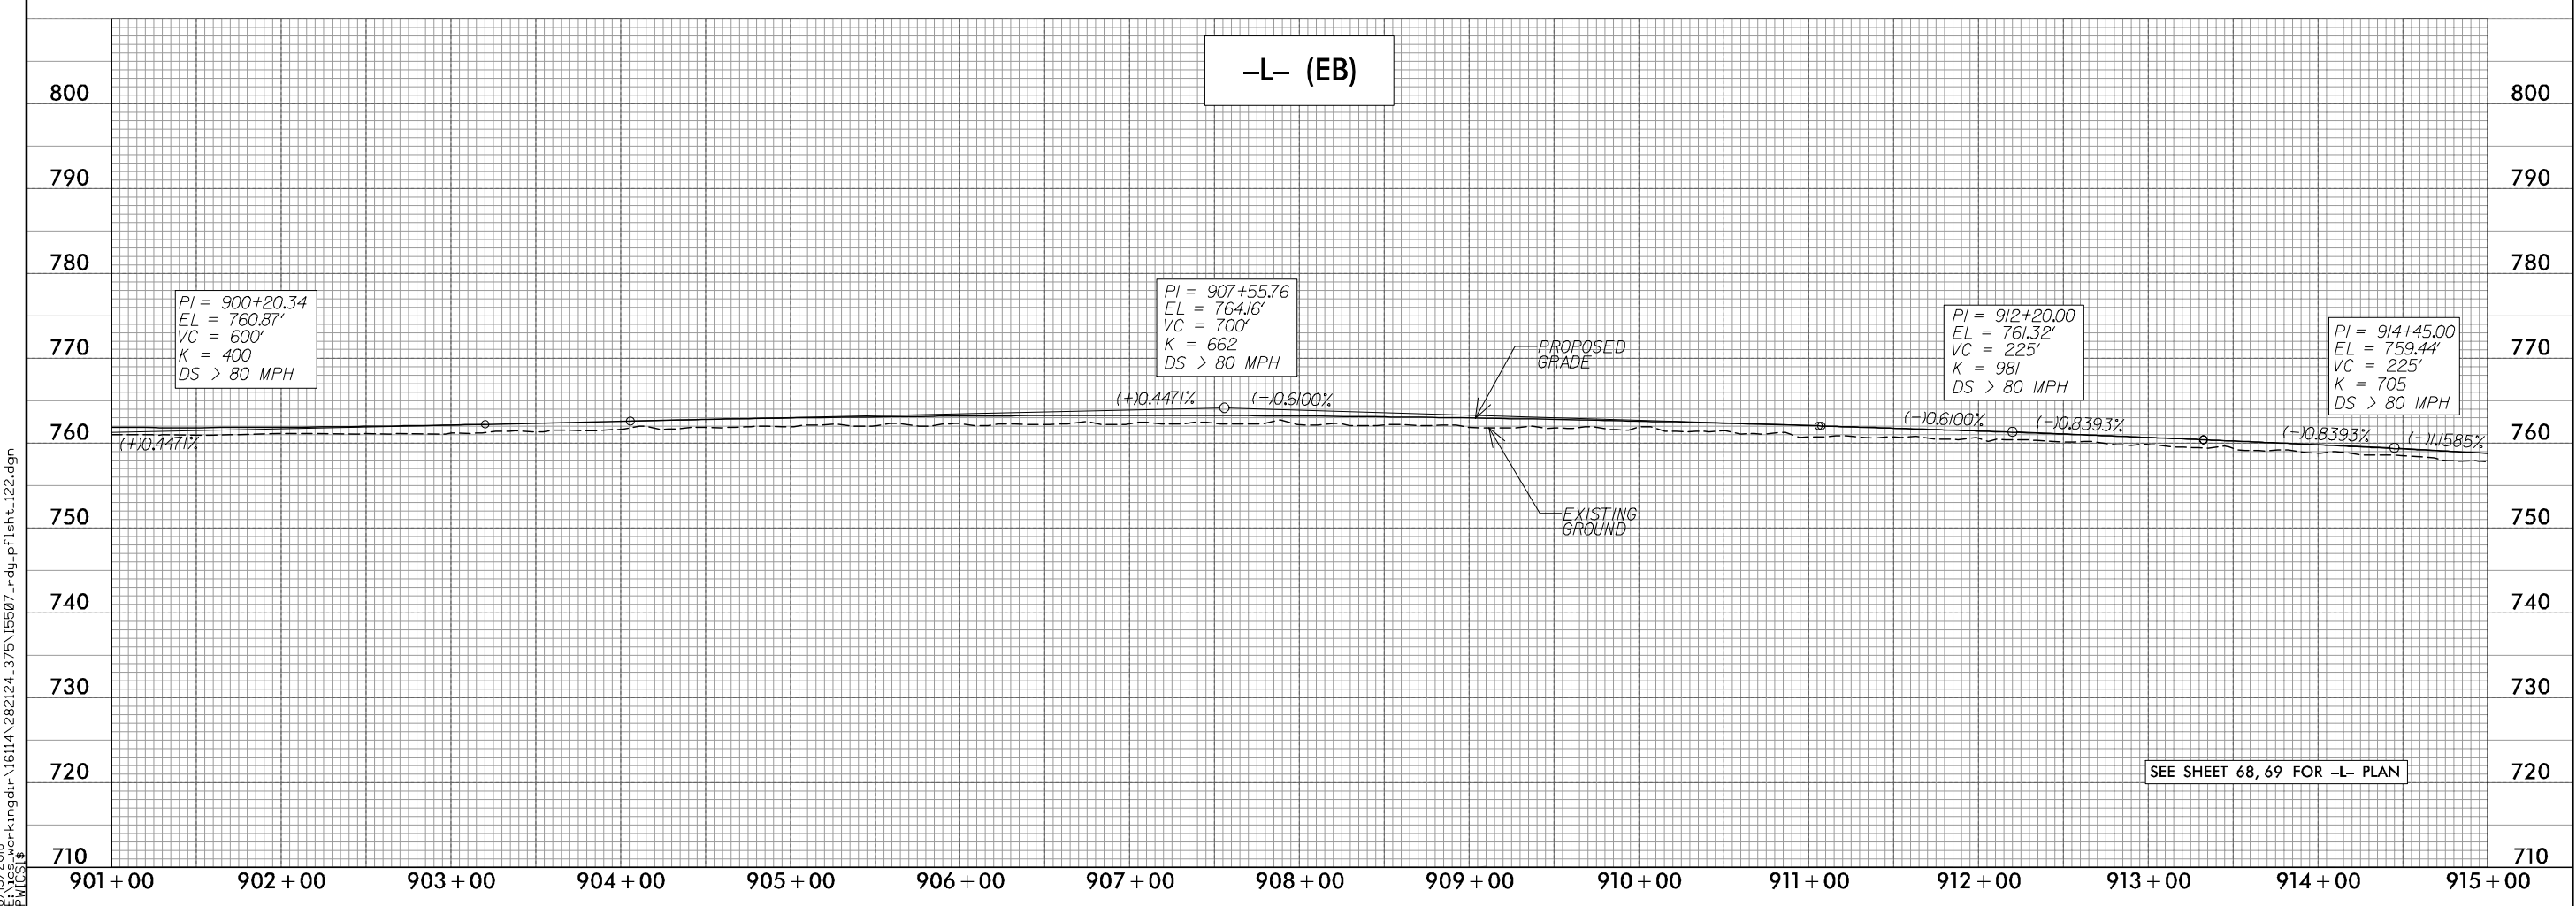 –L– (EB)
800
800
790
790
780
780
770
770
760
760
750
750
740
740
730
730
720
720
710
710
PI = 900+20.34
EL = 760.87'
VC = 600'
K = 400
DS > 80 MPH
PI = 907+55.76
EL = 764.16'
VC = 700'
K = 662
DS > 80 MPH
PI = 912+20.00
EL = 761.32'
VC = 225'
K = 981
DS > 80 MPH
PI = 914+45.00
EL = 759.44'
VC = 225'
K = 705
DS > 80 MPH
PROPOSED
GRADE
EXISTING
GROUND
(+)0.4471%
(+)0.4471%
(-)0.6100%
(-)0.6100%
(-)0.8393%
(-)0.8393%
(-)1.1585%
SEE SHEET 68, 69 FOR –L– PLAN
901+00
902+00
903+00
904+00
905+00
906+00
907+00
908+00
909+00
910+00
911+00
912+00
913+00
914+00
915+00
E:\ics_workingdir\16114\282124_375\I5507_rdy_pflsht_122.dgn